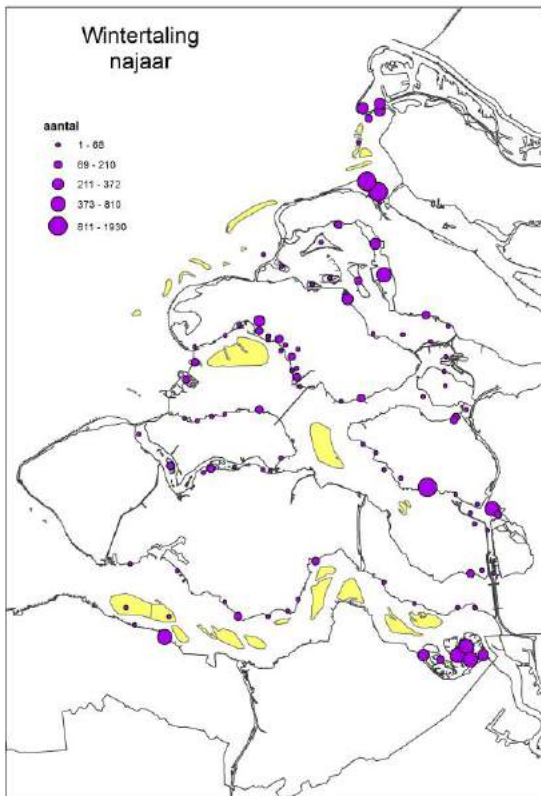 Wintertaling
najaar
aantal
1 - 68
69 - 210
211 - 372
373 - 810
811 - 1930